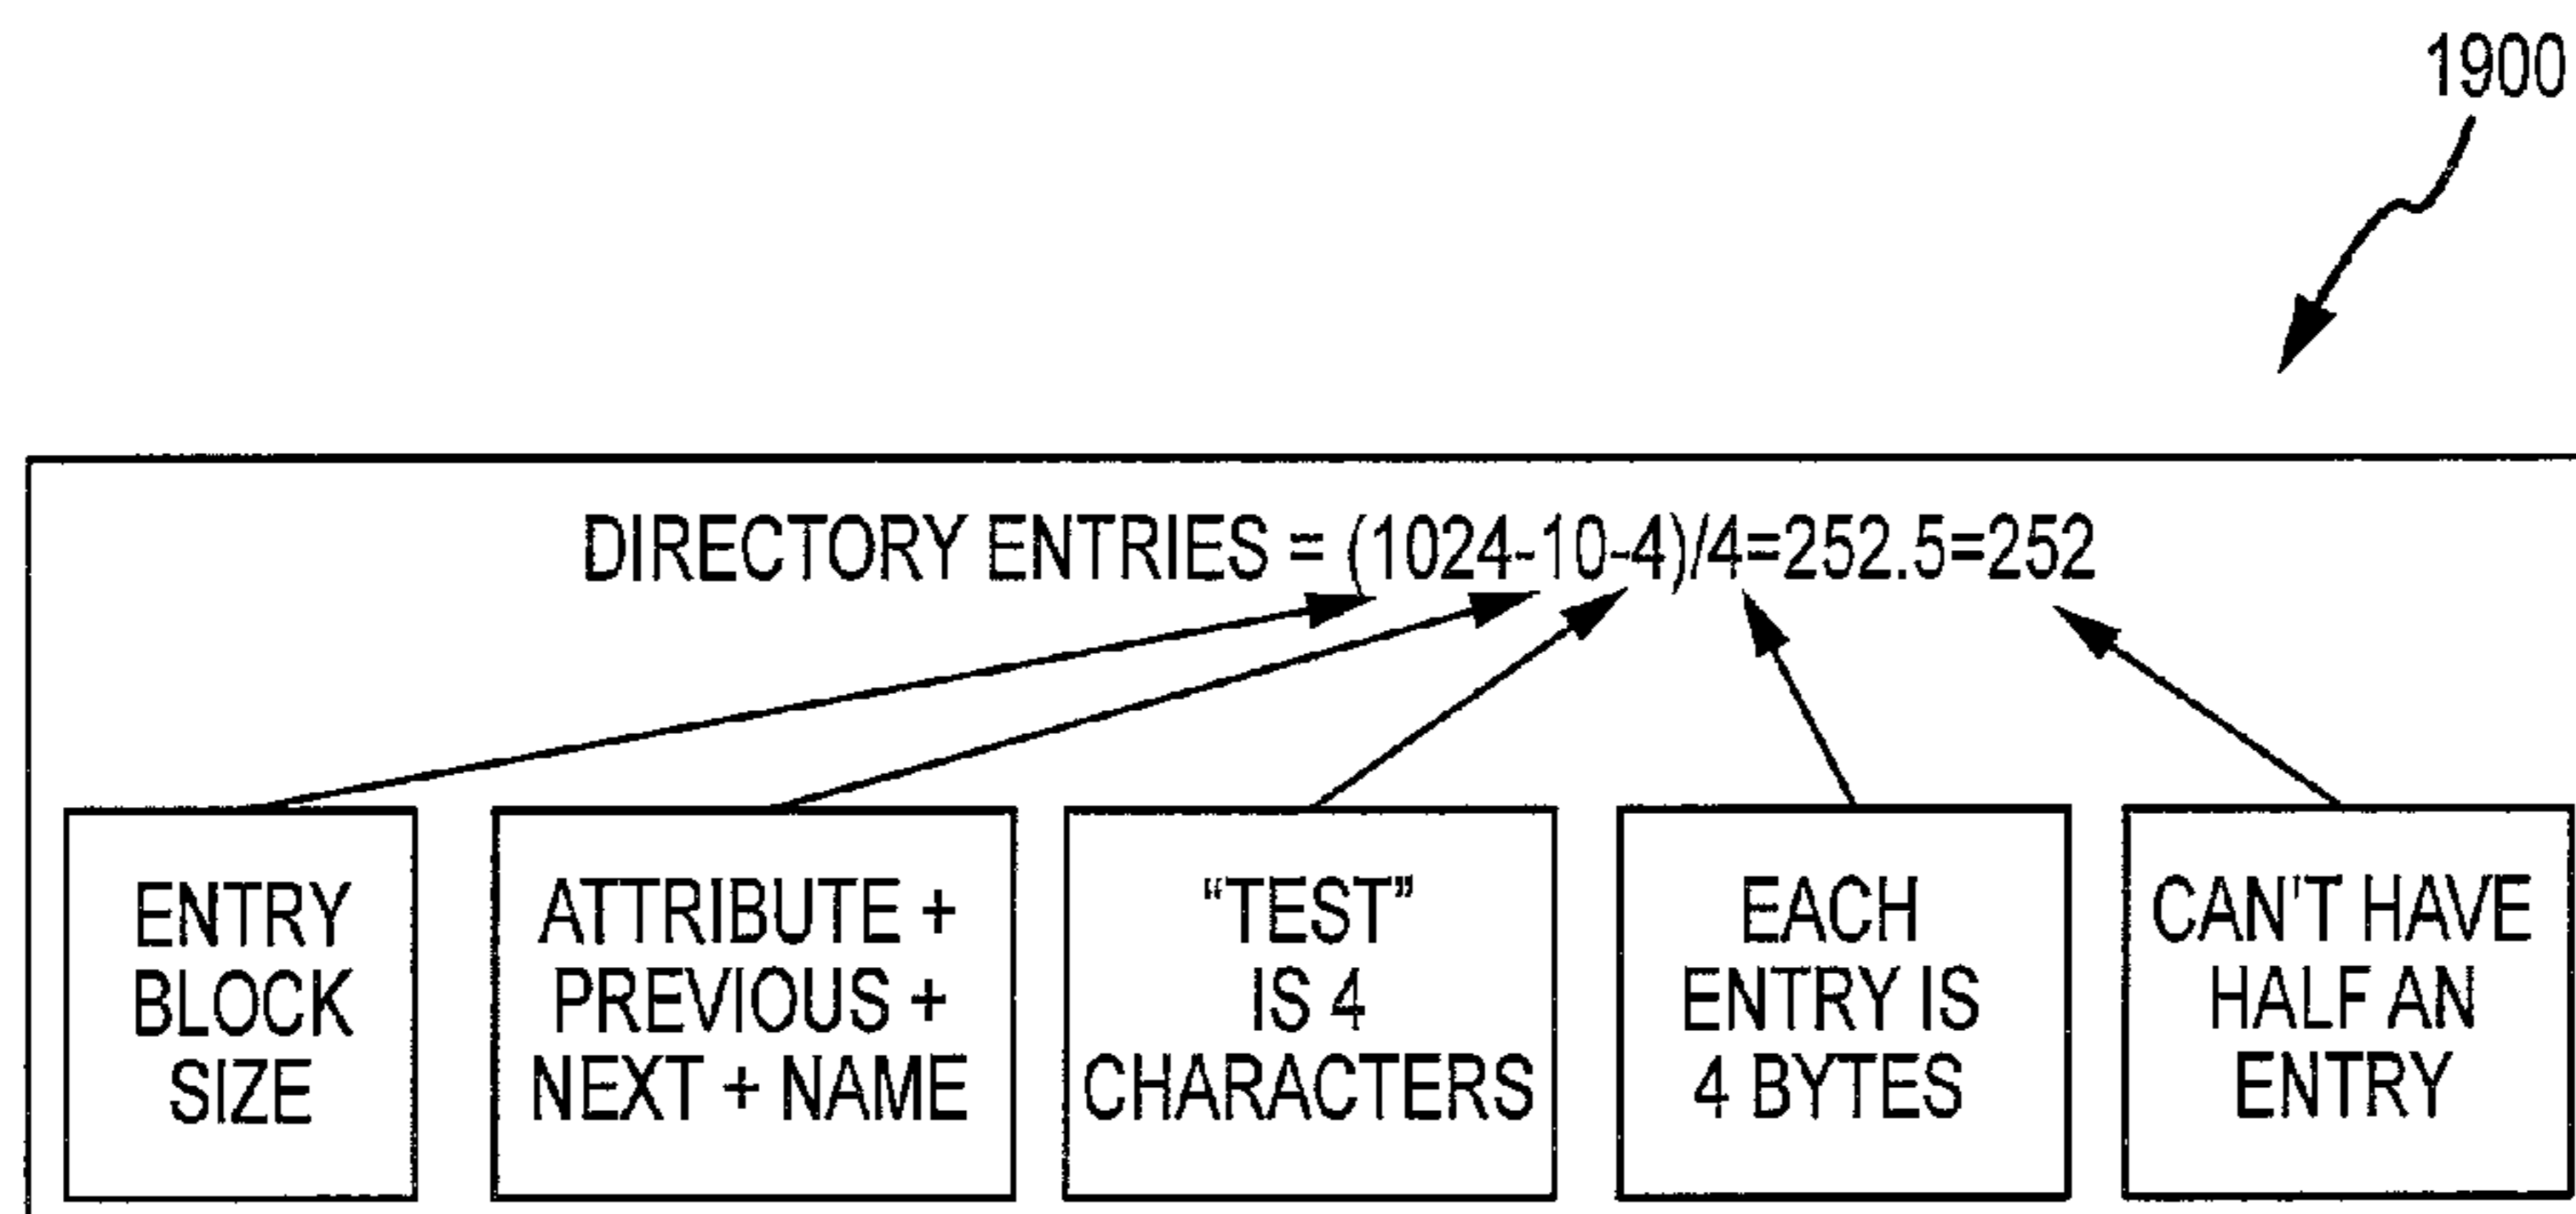 1900
DIRECTORY ENTRIES = (1024-10-4)/4=252.5=252
ENTRY
BLOCK
SIZE
ATTRIBUTE +
PREVIOUS +
NEXT + NAME
“TEST”
IS 4
CHARACTERS
EACH
ENTRY IS
4 BYTES
CAN'T HAVE
HALF AN
ENTRY